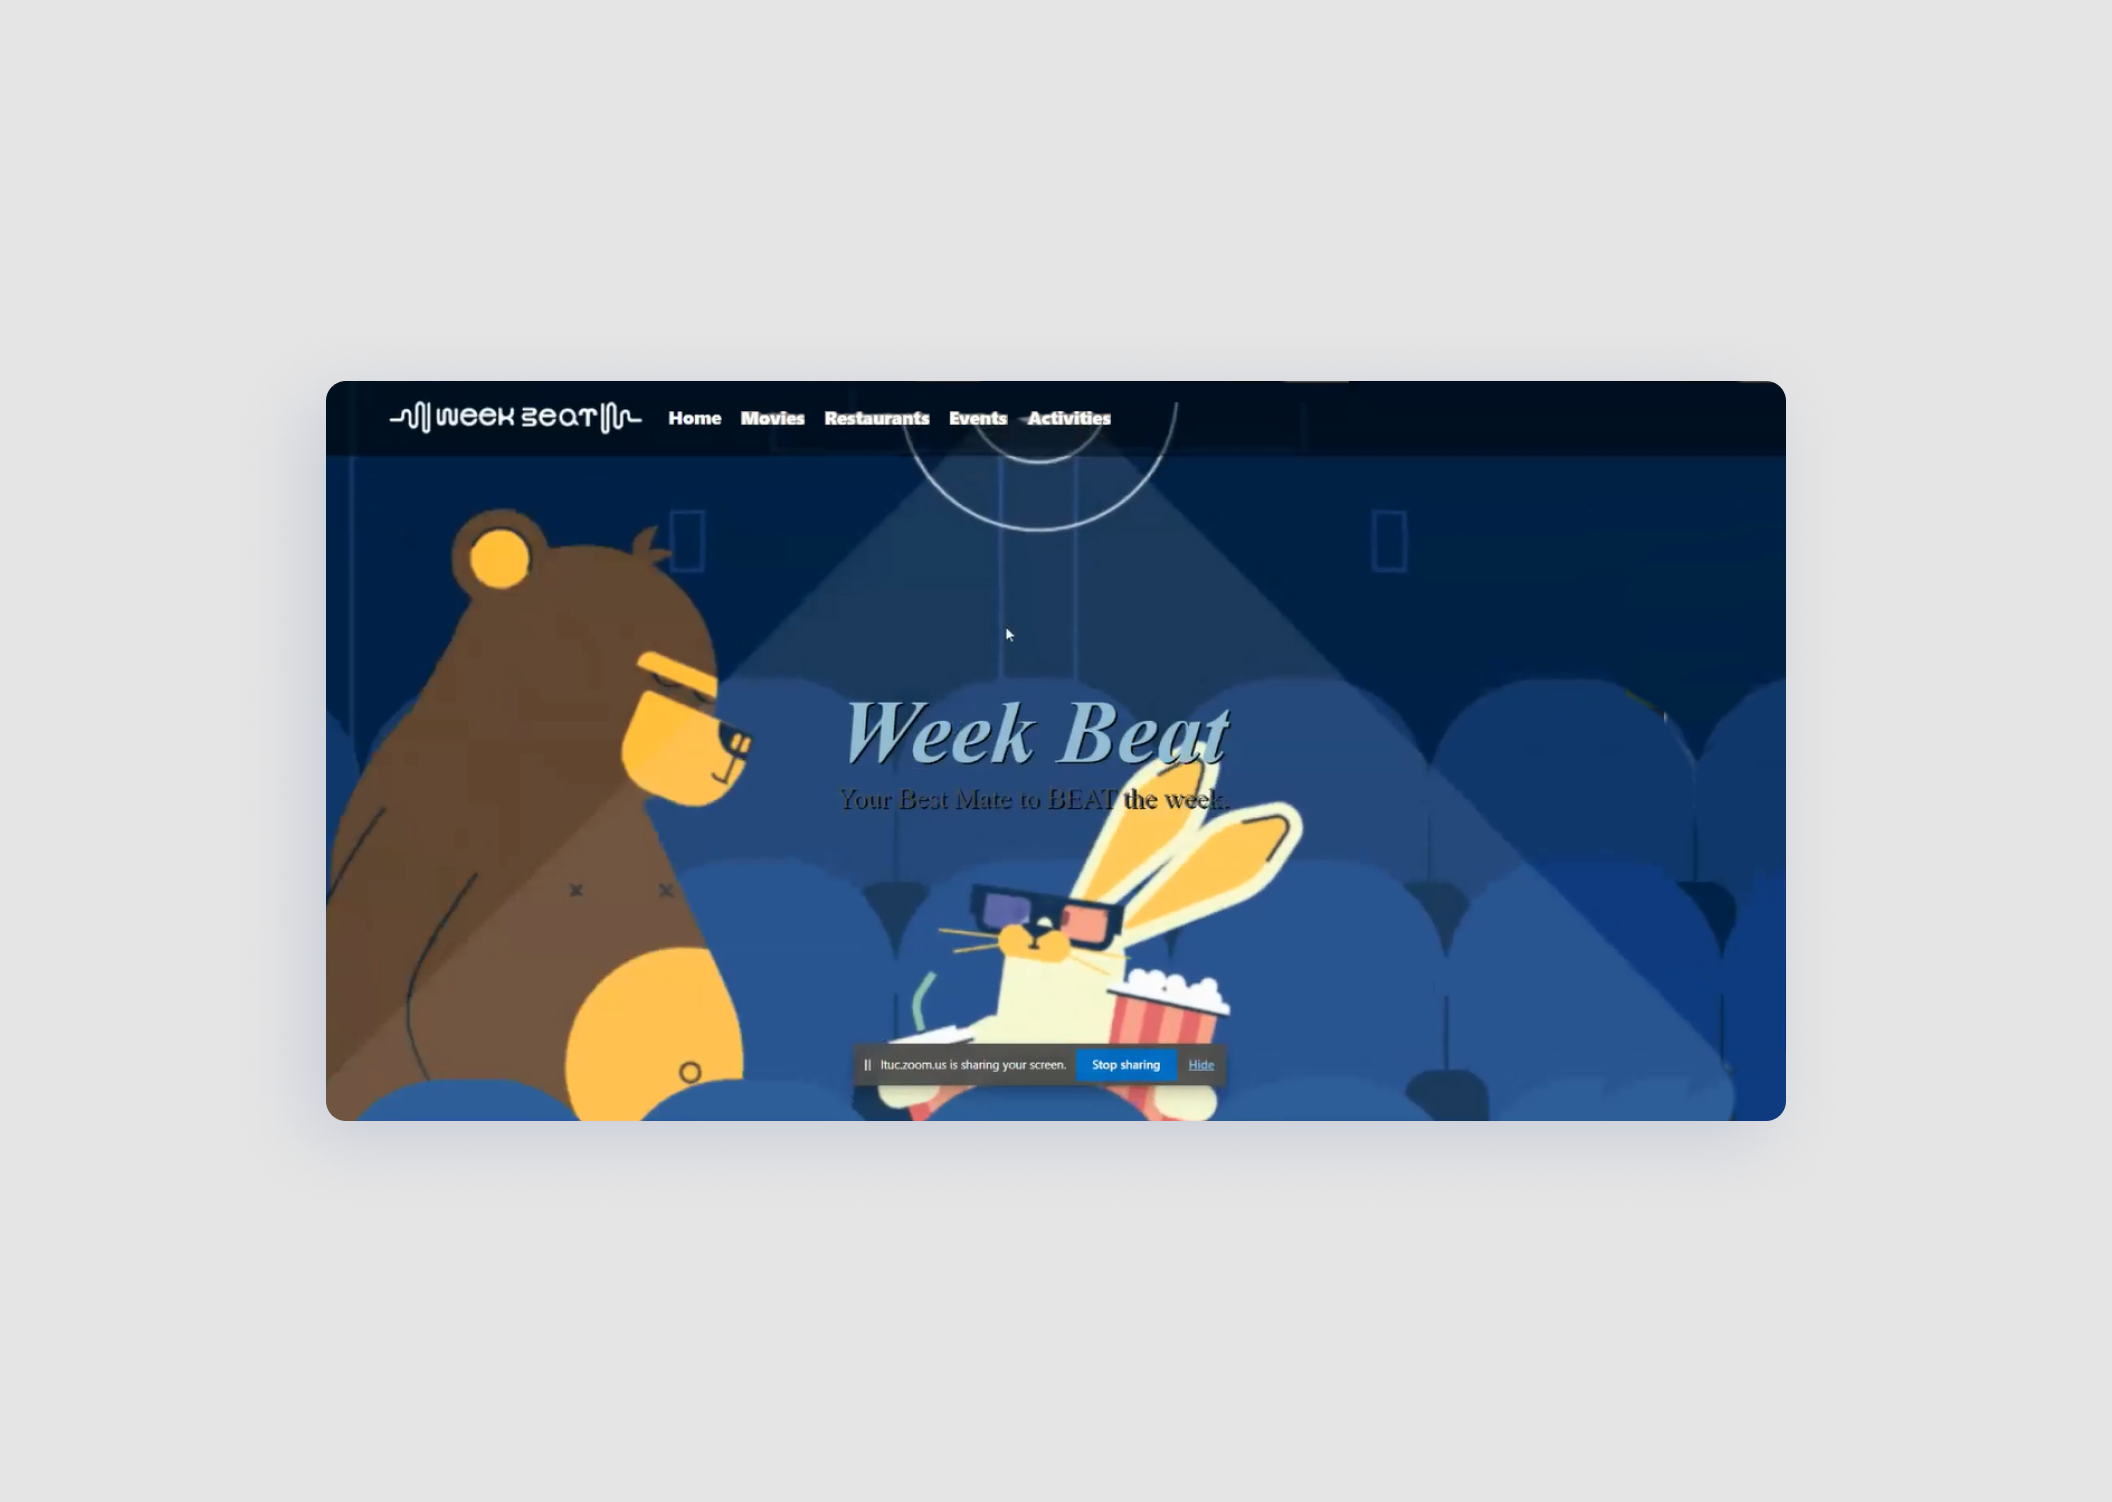 WEEK BEAT
Home Movies Restaurants Events Activities
Week Beat
Your Best Mate to BEAT the week.
ltuc.zoom.us is sharing your screen. Stop sharing Hide